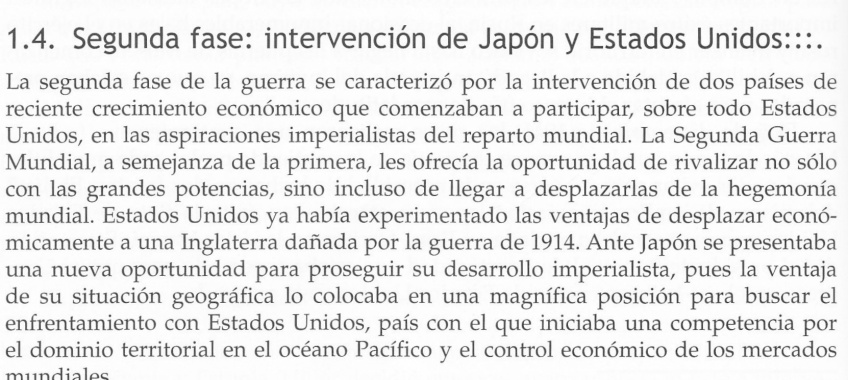 1.4. Segunda fase: intervención de Japón y Estados Unidos:::.
La segunda fase de la guerra se caracterizó por la intervención de dos países de
reciente crecimiento económico que comenzaban a participar, sobre todo Estados
Unidos, en las aspiraciones imperialistas del reparto mundial. La Segunda Guerra
Mundial, a semejanza de la primera, les ofrecía la oportunidad de rivalizar no sólo
con las grandes potencias, sino incluso de llegar a desplazarlas de la hegemonía
mundial. Estados Unidos ya había experimentado las ventajas de desplazar econó-
micamente a una Inglaterra dañada por la guerra de 1914. Ante Japón se presentaba
una nueva oportunidad para proseguir su desarrollo imperialista, pues la ventaja
de su situación geográfica lo colocaba en una magnífica posición para buscar el
enfrentamiento con Estados Unidos, país con el que iniciaba una competencia por
el dominio territorial en el océano Pacífico y el control económico de los mercados
mundiales.